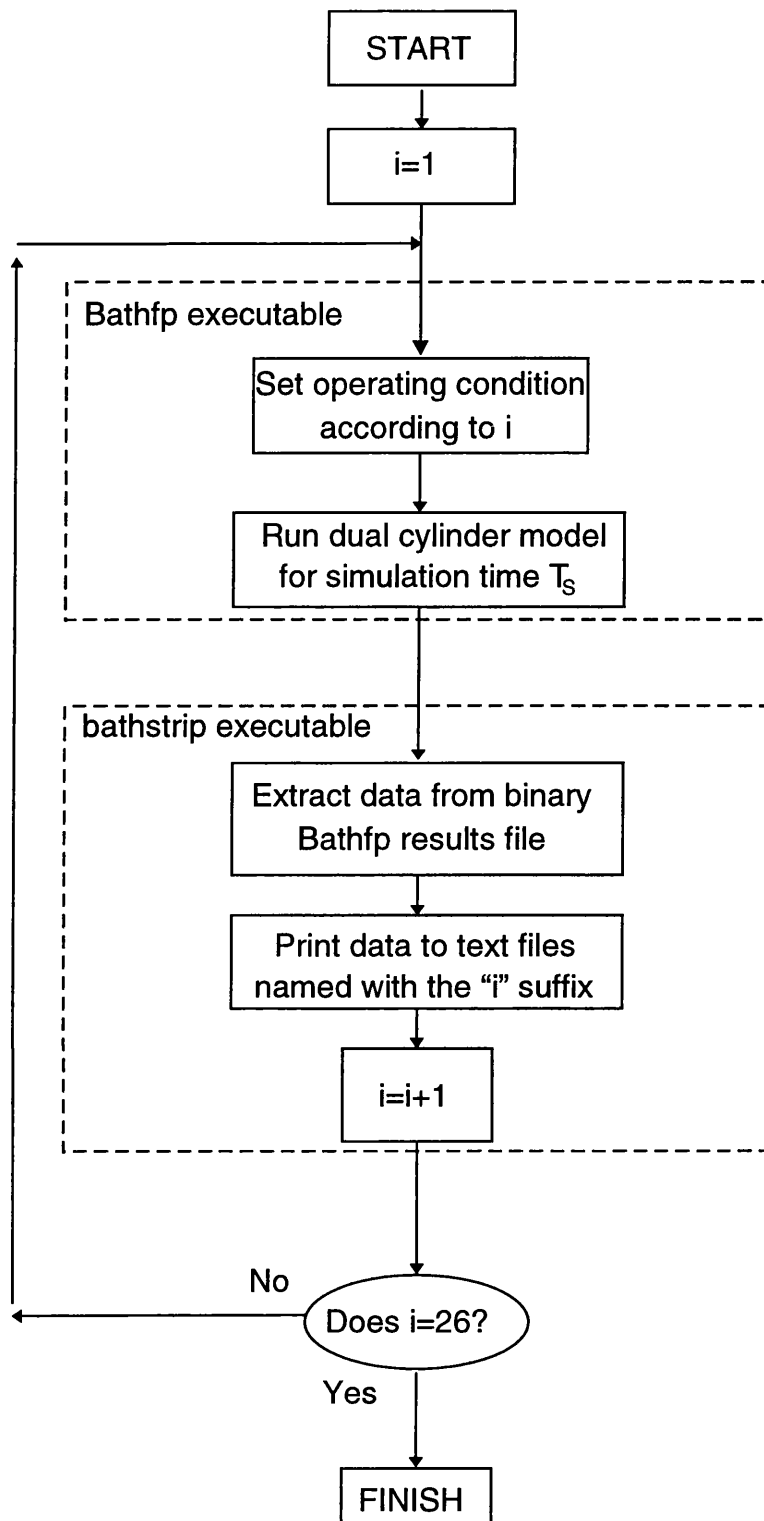 START
i=1
Bathfp executable
Set operating condition
according to i
Run dual cylinder model
for simulation time T_S
bathstrip executable
Extract data from binary
Bathfp results file
Print data to text files
named with the “i” suffix
i=i+1
No
Does i=26?
Yes
FINISH